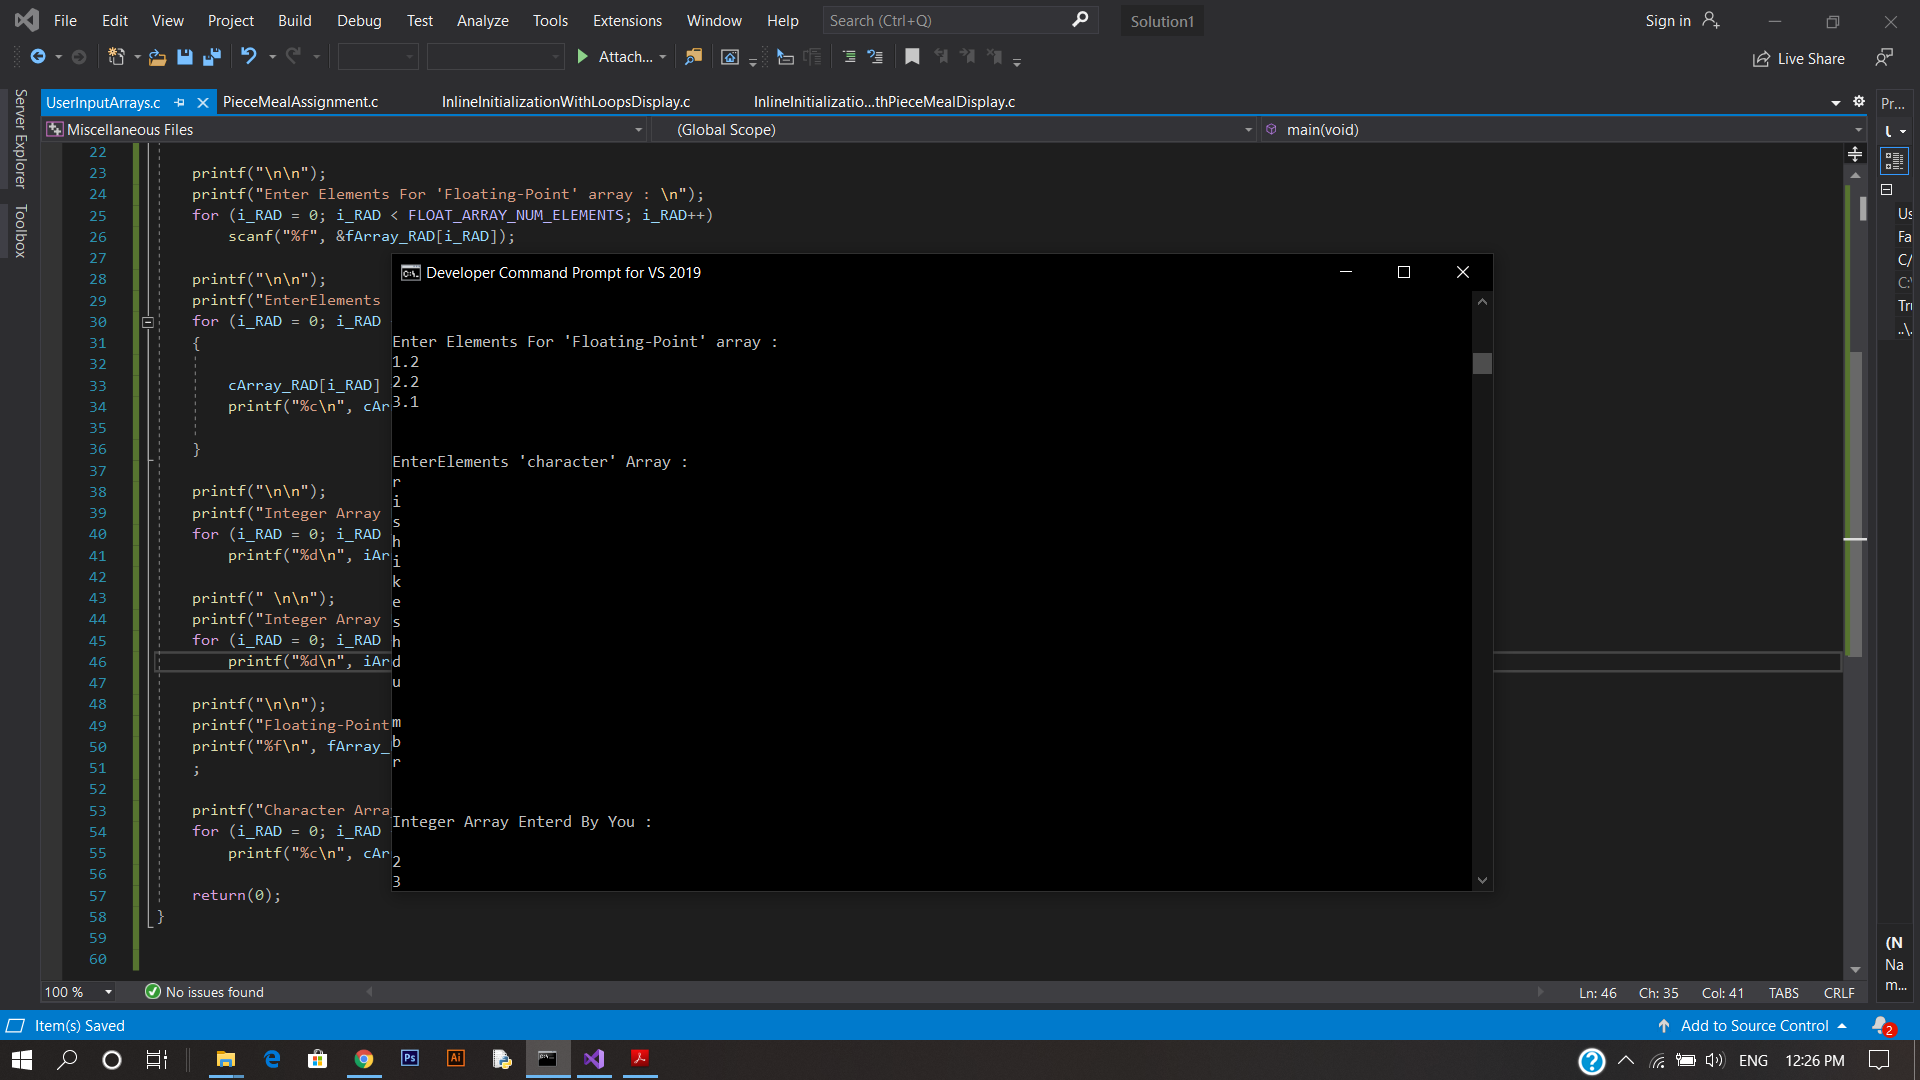 File Edit View Project Build Debug Test Analyze Tools Extensions Window Help Search (Ctrl+Q) Solution1 Sign in
Attach... Live Share
Server Explorer
Toolbox
UserInputArrays.c PieceMealAssignment.c InlineInitializationWithLoopsDisplay.c InlineInitializatio...thPieceMealDisplay.c Pr...
Miscellaneous Files (Global Scope) main(void)
22
23 printf("\n\n");
24 printf("Enter Elements For 'Floating-Point' array : \n");
25 for (i_RAD = 0; i_RAD < FLOAT_ARRAY_NUM_ELEMENTS; i_RAD++)
26 scanf("%f", &fArray_RAD[i_RAD]);
27
28 printf("\n\n");
29 printf("EnterElements
30 for (i_RAD = 0; i_RAD
31 {
32
33 cArray_RAD[i_RAD]
34 printf("%c\n", cAr
35
36 }
37
38 printf("\n\n");
39 printf("Integer Array
40 for (i_RAD = 0; i_RAD
41 printf("%d\n", iAr
42
43 printf(" \n\n");
44 printf("Integer Array
45 for (i_RAD = 0; i_RAD
46 printf("%d\n", iAr
47
48 printf("\n\n");
49 printf("Floating-Point
50 printf("%f\n", fArray_
51 ;
52
53 printf("Character Arra
54 for (i_RAD = 0; i_RAD
55 printf("%c\n", cAr
56
57 return(0);
58 }
59
60
Developer Command Prompt for VS 2019
Enter Elements For 'Floating-Point' array :
1.2
2.2
3.1
EnterElements 'character' Array :
r
i
s
h
i
k
e
s
h
d
u
m
b
r
Integer Array Enterd By You :
2
3
Us
Fa
C/
C:\
Tru
..\.
(N
Na
m...
100 % No issues found Ln: 46 Ch: 35 Col: 41 TABS CRLF
Item(s) Saved Add to Source Control 2
Ps Ai ENG 12:26 PM